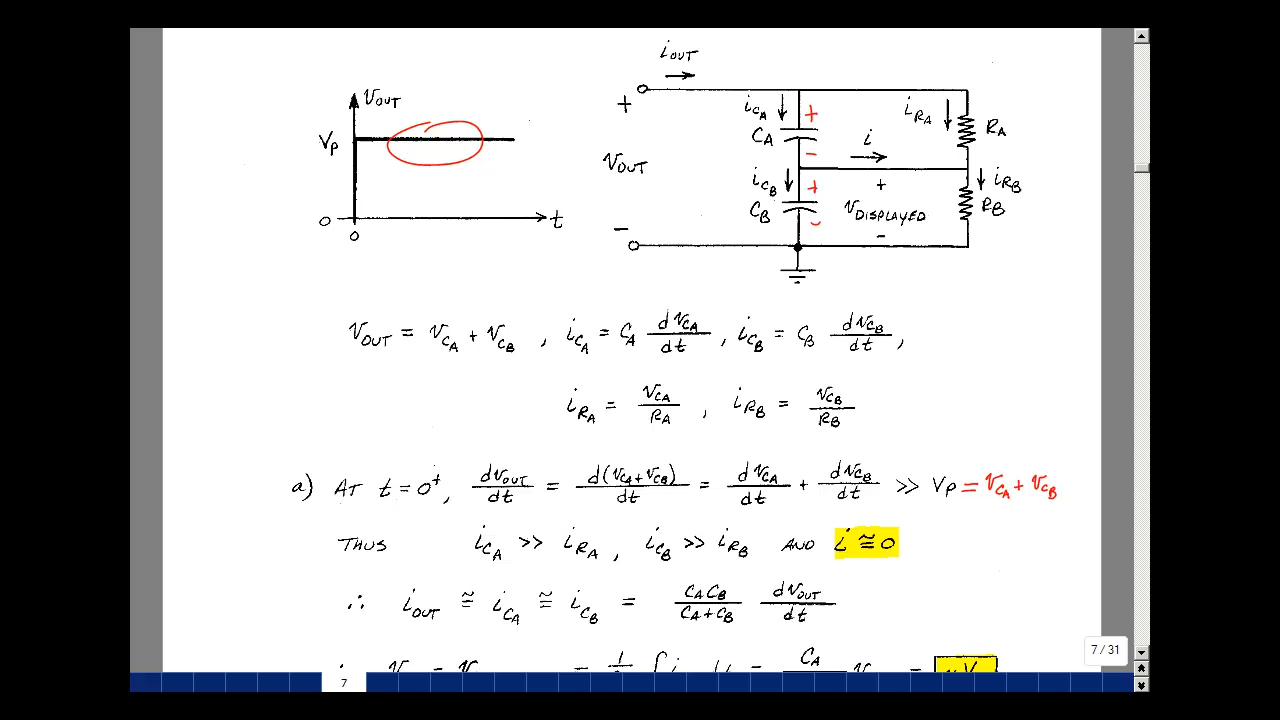 i_OUT
v_OUT
V_P
0
0
t
+
v_OUT
−
i_CA
+
C_A
−
i_CB
+
C_B
−
i
+
v_DISPLAYED
−
i_RA
R_A
i_RB
R_B
v_OUT = v_CA + v_CB , i_CA = C_A dv_CA/dt , i_CB = C_B dv_CB/dt ,
i_RA = v_CA/R_A , i_RB = v_CB/R_B
a) AT t = 0⁺, dv_OUT/dt = d(v_CA+v_CB)/dt = dv_CA/dt + dv_CB/dt >> V_P = v_CA + v_CB
THUS i_CA >> i_RA , i_CB >> i_RB AND i ≅ 0
∴ i_OUT ≅ i_CA ≅ i_CB = C_A C_B/(C_A+C_B) dv_OUT/dt
7 / 31
7